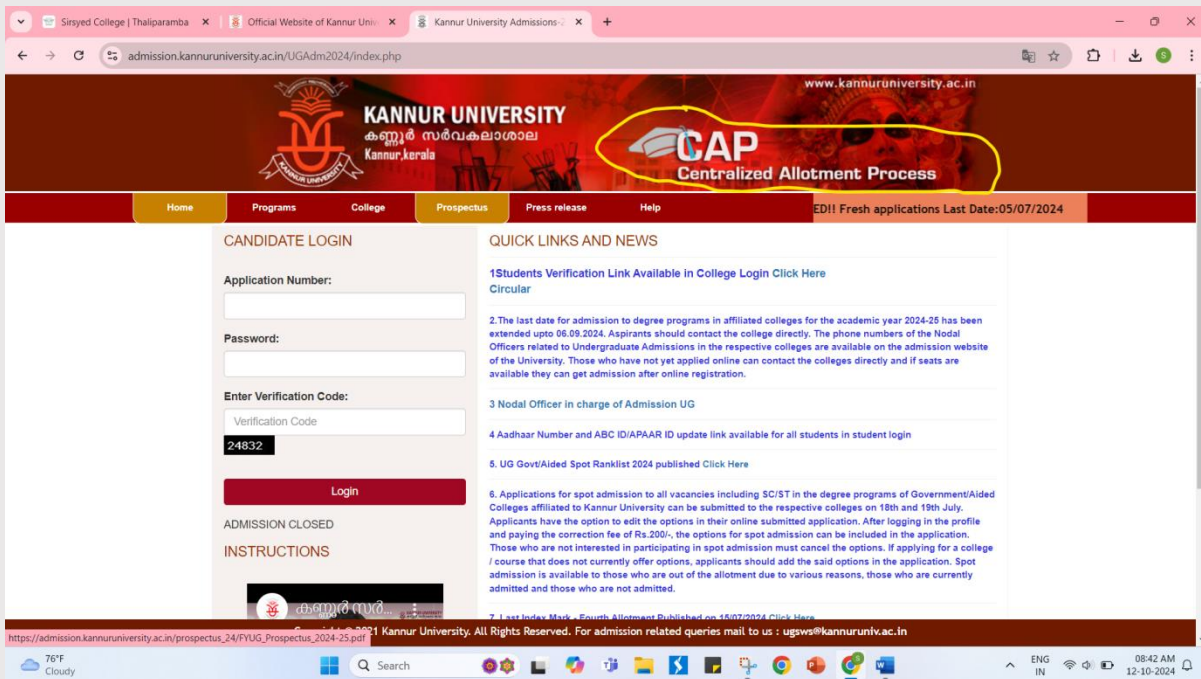 Sirsyed College | Thaliparamba
Official Website of Kannur Univ
Kannur University Admissions-2
admission.kannuruniversity.ac.in/UGAdm2024/index.php
S
www.kannuruniversity.ac.in
KANNUR UNIVERSITY
കണ്ണൂർ സർവകലാശാല
Kannur,kerala
KANNUR UNIVERSITY
CAP
Centralized Allotment Process
Home Programs College Prospectus Press release Help
ED!! Fresh applications Last Date:05/07/2024
CANDIDATE LOGIN
Application Number:
Password:
Enter Verification Code:
Verification Code
24832
Login
ADMISSION CLOSED
INSTRUCTIONS
കണ്ണൂർ സർ...
QUICK LINKS AND NEWS
1Students Verification Link Available in College Login Click Here
Circular
2.The last date for admission to degree programs in affiliated colleges for the academic year 2024-25 has been
extended upto 06.09.2024. Aspirants should contact the college directly. The phone numbers of the Nodal
Officers related to Undergraduate Admissions in the respective colleges are available on the admission website
of the University. Those who have not yet applied online can contact the colleges directly and if seats are
available they can get admission after online registration.
3 Nodal Officer in charge of Admission UG
4 Aadhaar Number and ABC ID/APAAR ID update link available for all students in student login
5. UG Govt/Aided Spot Ranklist 2024 published Click Here
6. Applications for spot admission to all vacancies including SC/ST in the degree programs of Government/Aided
Colleges affiliated to Kannur University can be submitted to the respective colleges on 18th and 19th July.
Applicants have the option to edit the options in their online submitted application. After logging in the profile
and paying the correction fee of Rs.200/-, the options for spot admission can be included in the application.
Those who are not interested in participating in spot admission must cancel the options. If applying for a college
/ course that does not currently offer options, applicants should add the said options in the application. Spot
admission is available to those who are out of the allotment due to various reasons, those who are currently
admitted and those who are not admitted.
7. Last Index Mark - Fourth Allotment Published on 15/07/2024 Click Here
21 Kannur University. All Rights Reserved. For admission related queries mail to us : ugsws@kannuruniv.ac.in
https://admission.kannuruniversity.ac.in/prospectus_24/FYUG_Prospectus_2024-25.pdf
76°F
Cloudy
Search
ENG
IN
08:42 AM
12-10-2024